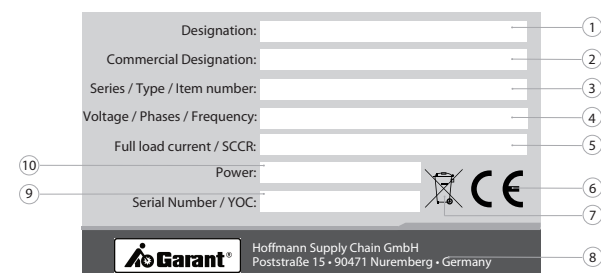 Designation:
1
Commercial Designation:
2
Series / Type / Item number:
3
Voltage / Phases / Frequency:
4
Full load current / SCCR:
5
10
Power:
6
9
Serial Number / YOC:
7
CE
Garant®
Hoffmann Supply Chain GmbH
Poststraße 15 • 90471 Nuremberg • Germany
8